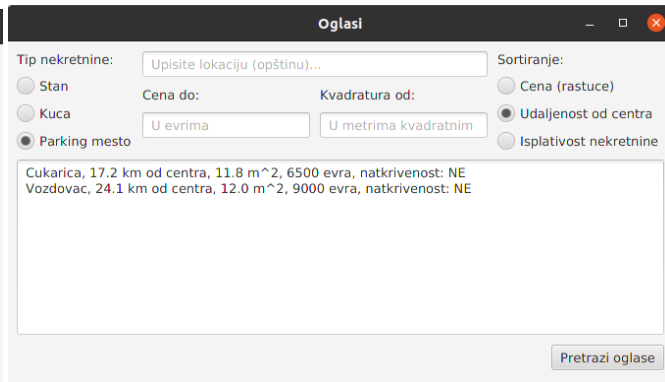 Oglasi
Tip nekretnine:
Stan
Kuca
Parking mesto
Upisite lokaciju (opštinu)...
Cena do:
Kvadratura od:
U evrima
U metrima kvadratnim
Sortiranje:
Cena (rastuce)
Udaljenost od centra
Isplativost nekretnine
Cukarica, 17.2 km od centra, 11.8 m^2, 6500 evra, natkrivenost: NE
Vozdovac, 24.1 km od centra, 12.0 m^2, 9000 evra, natkrivenost: NE
Pretrazi oglase